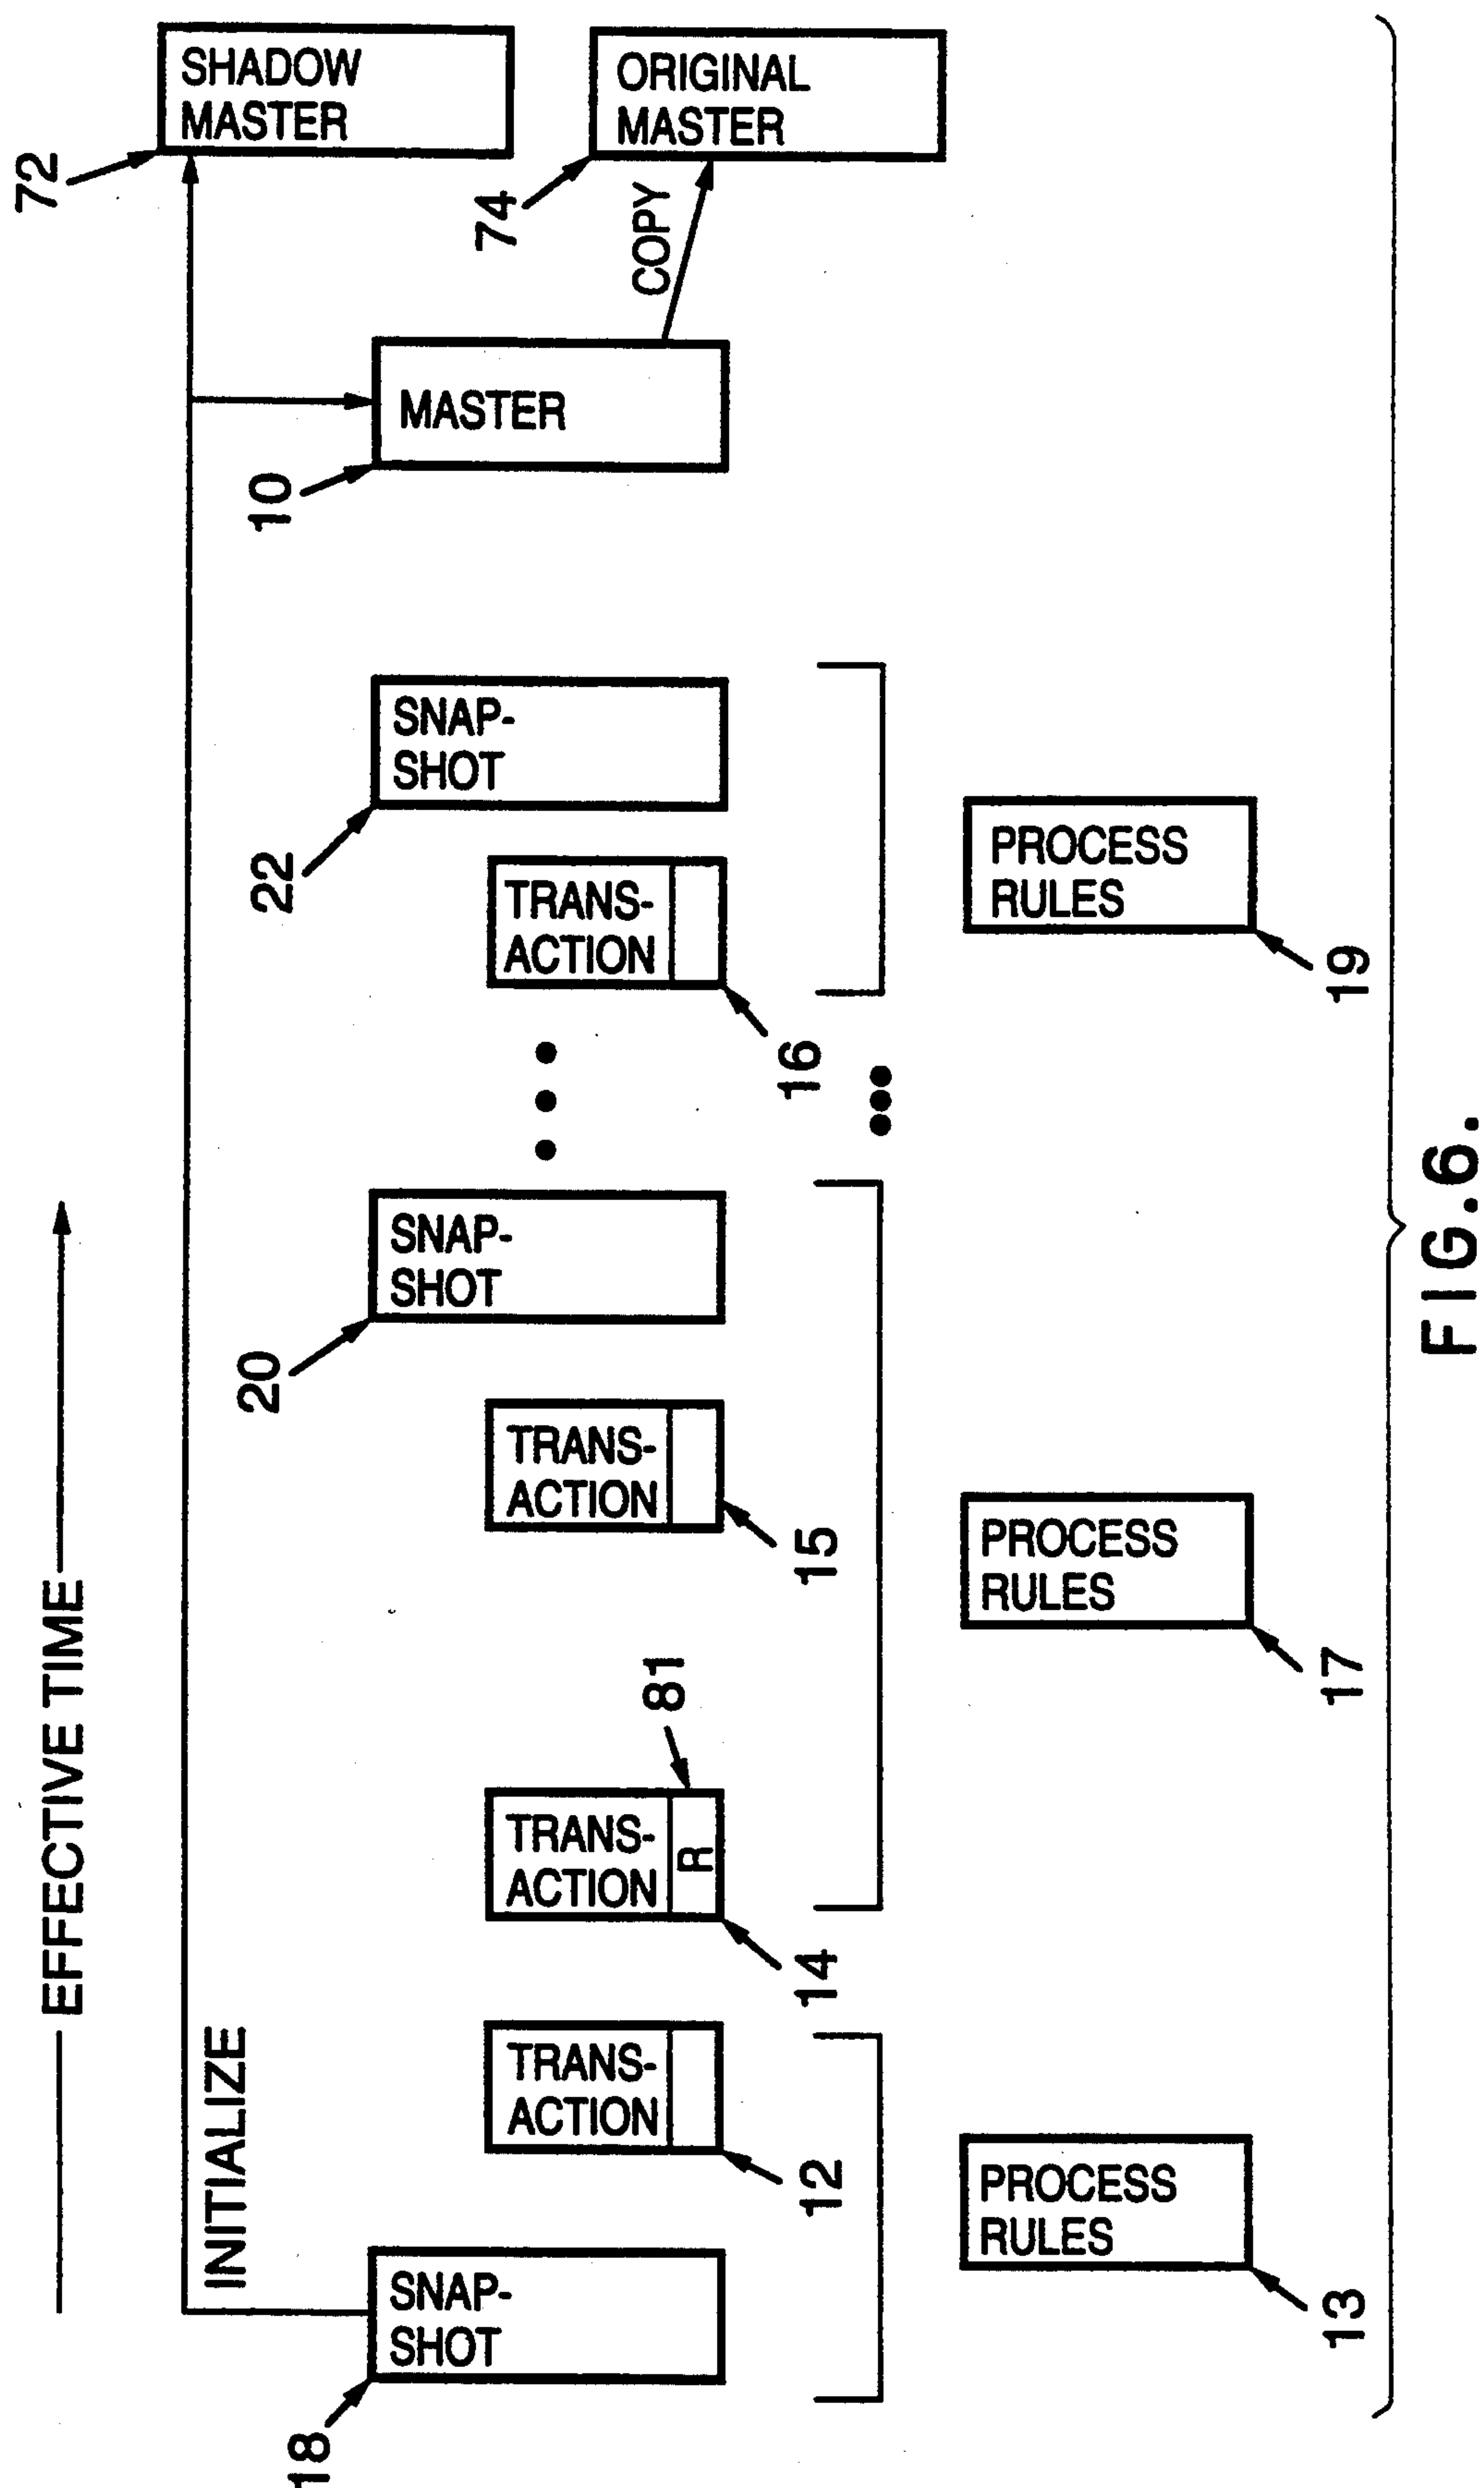 EFFECTIVE TIME
INITIALIZE
18
SNAP-
SHOT
12
TRANS-
ACTION
14
TRANS-
ACTION
R
81
15
TRANS-
ACTION
20
SNAP-
SHOT
16
TRANS-
ACTION
22
SNAP-
SHOT
10
MASTER
COPY
72
SHADOW
MASTER
74
ORIGINAL
MASTER
13
PROCESS
RULES
17
PROCESS
RULES
19
PROCESS
RULES
FIG.6.